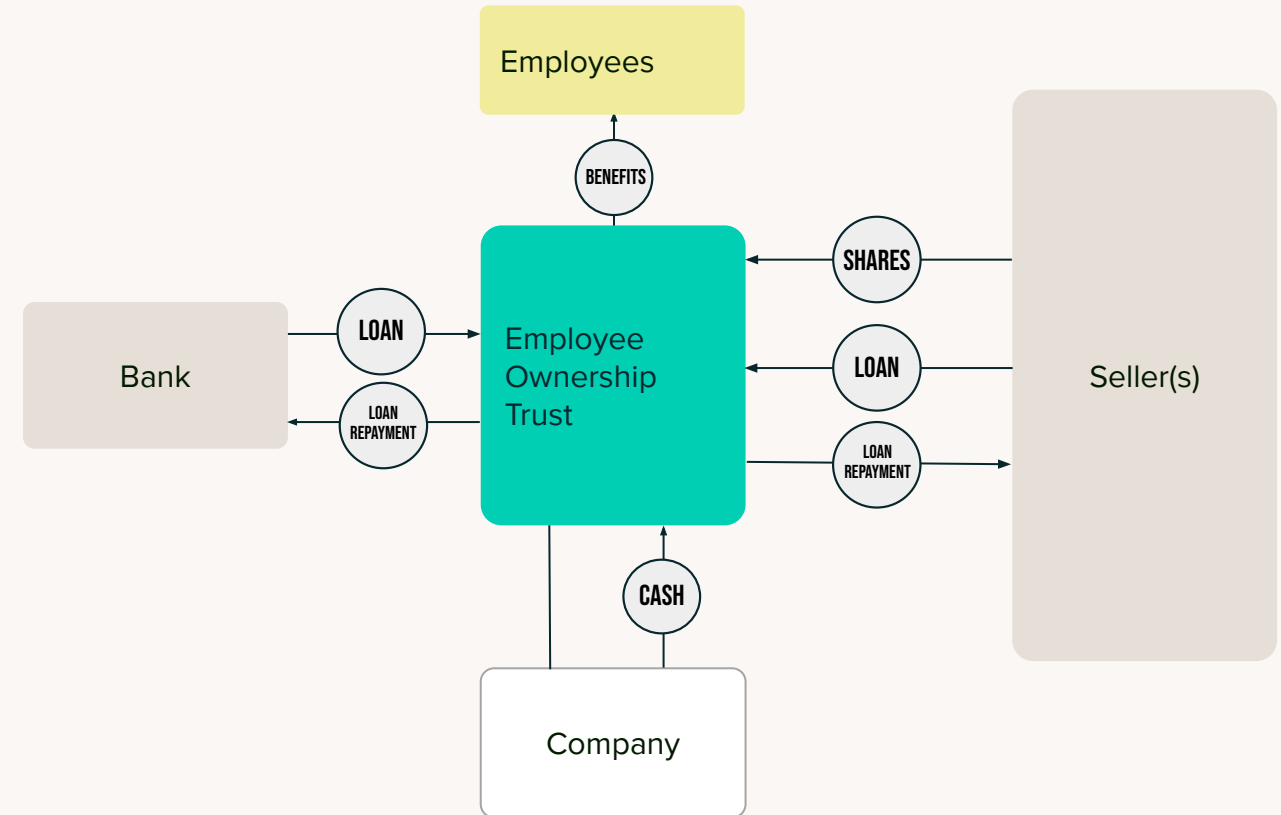 Employees
BENEFITS
SHARES
LOAN
LOAN
REPAYMENT
Bank
Employee
Ownership
Trust
LOAN
LOAN
REPAYMENT
Seller(s)
CASH
Company